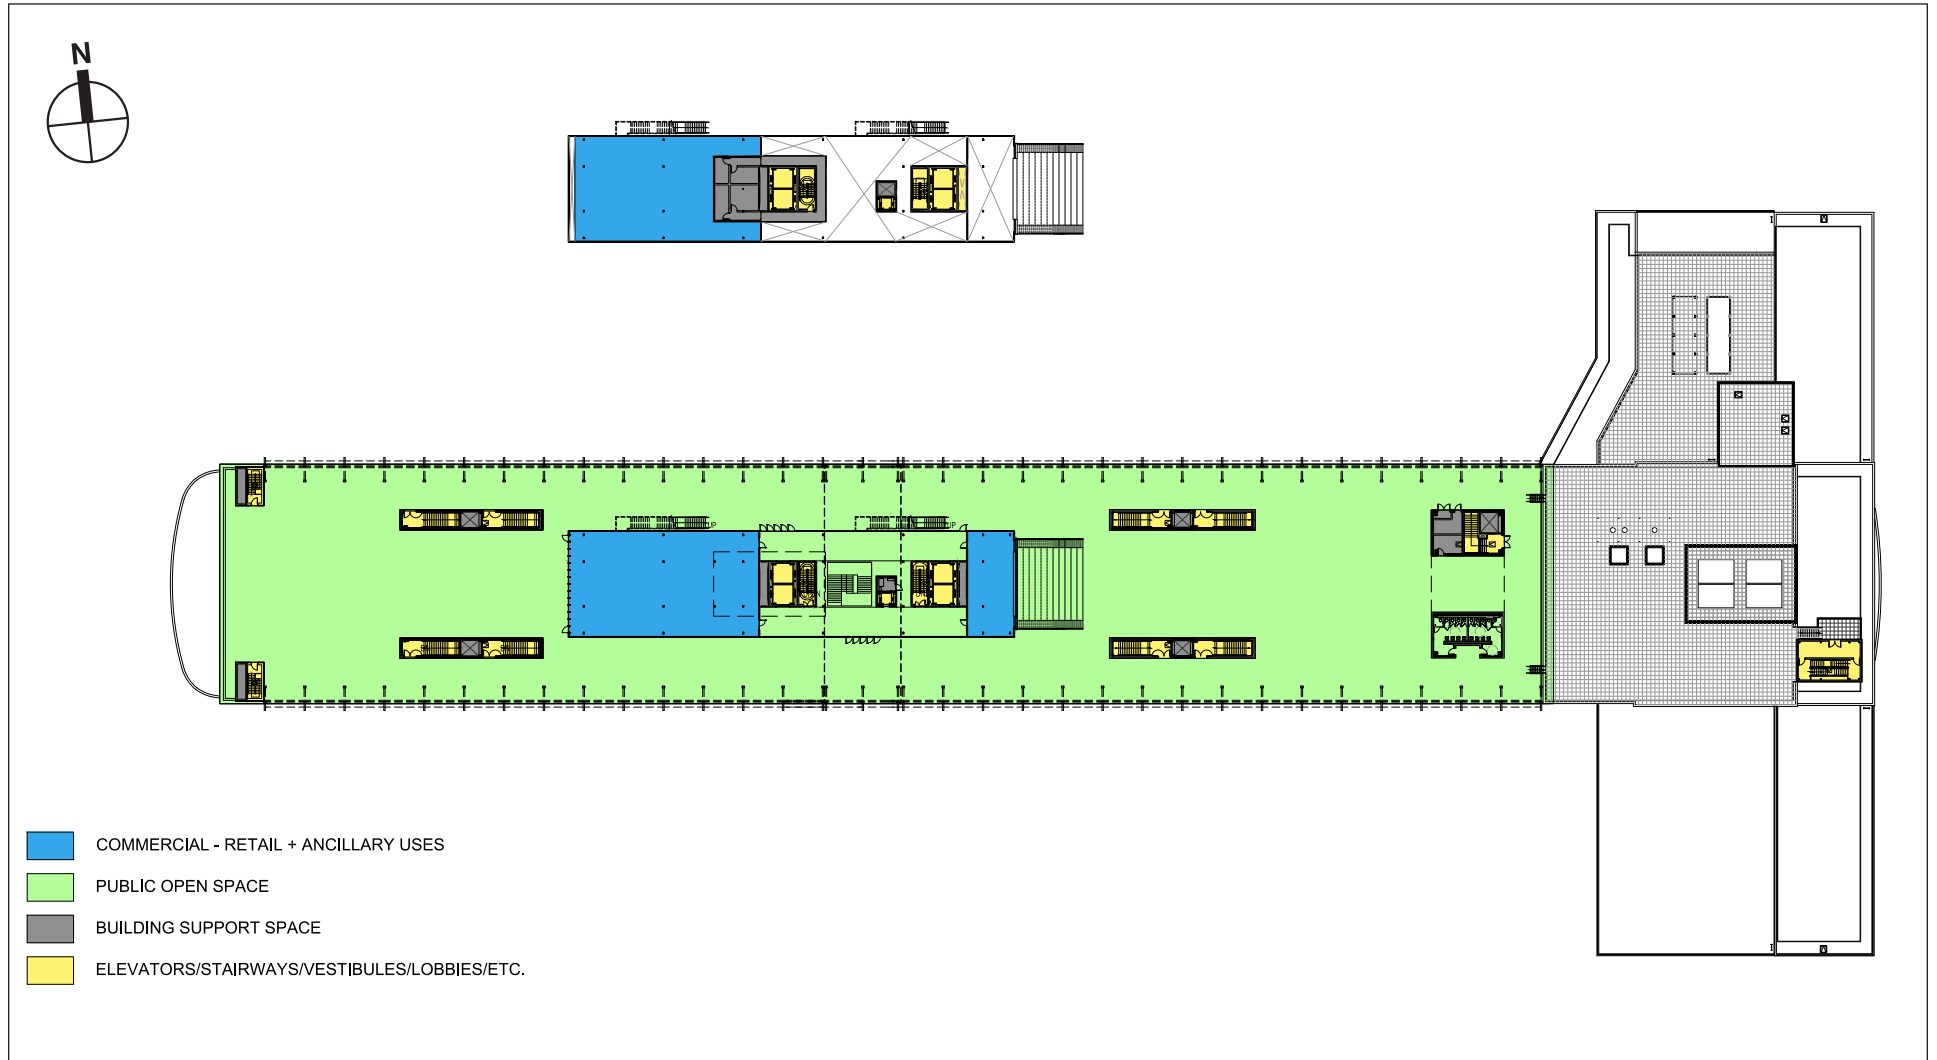 N
COMMERCIAL - RETAIL + ANCILLARY USES
PUBLIC OPEN SPACE
BUILDING SUPPORT SPACE
ELEVATORS/STAIRWAYS/VESTIBULES/LOBBIES/ETC.